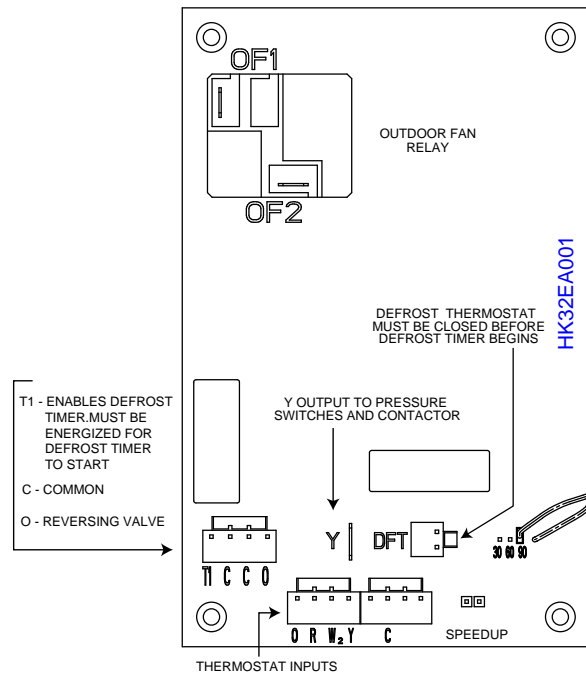 OF1
OUTDOOR FAN
RELAY
OF2
HK32EA001
DEFROST THERMOSTAT
MUST BE CLOSED BEFORE
DEFROST TIMER BEGINS
T1 - ENABLES DEFROST
TIMER.MUST BE
ENERGIZED FOR
DEFROST TIMER
TO START
C - COMMON
O - REVERSING VALVE
Y OUTPUT TO PRESSURE
SWITCHES AND CONTACTOR
Y
DFT
30 60 90
T1 C C O
O R W₂ Y C
SPEEDUP
THERMOSTAT INPUTS